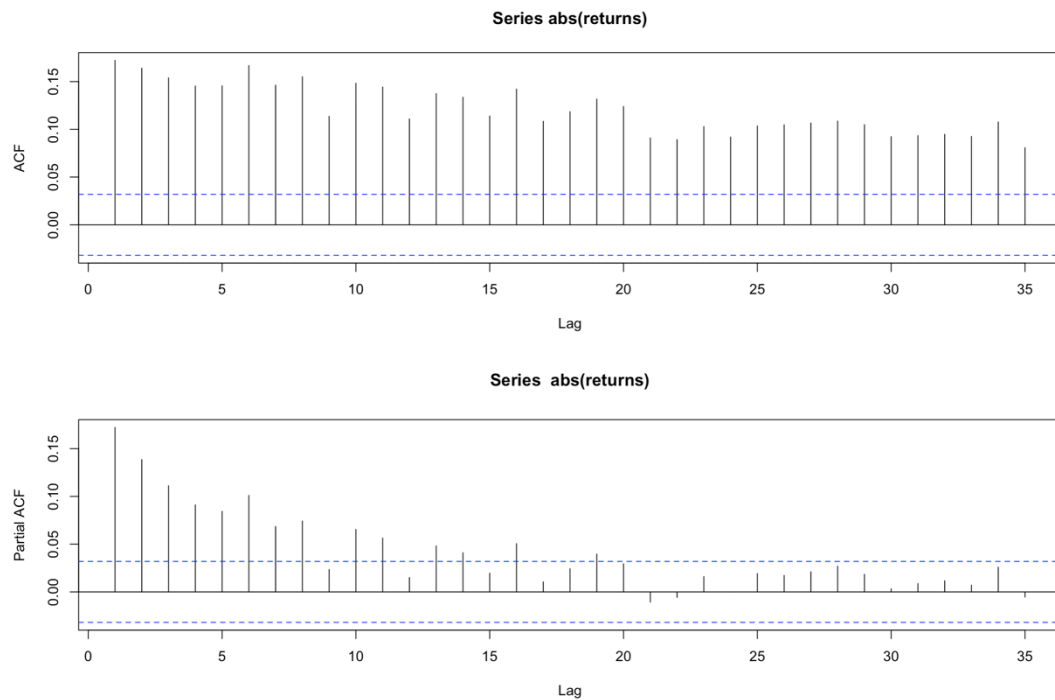 Series abs(returns)
ACF
0.15
0.10
0.05
0.00
0 5 10 15 20 25 30 35
Lag
Series  abs(returns)
Partial ACF
0.15
0.10
0.05
0.00
0 5 10 15 20 25 30 35
Lag